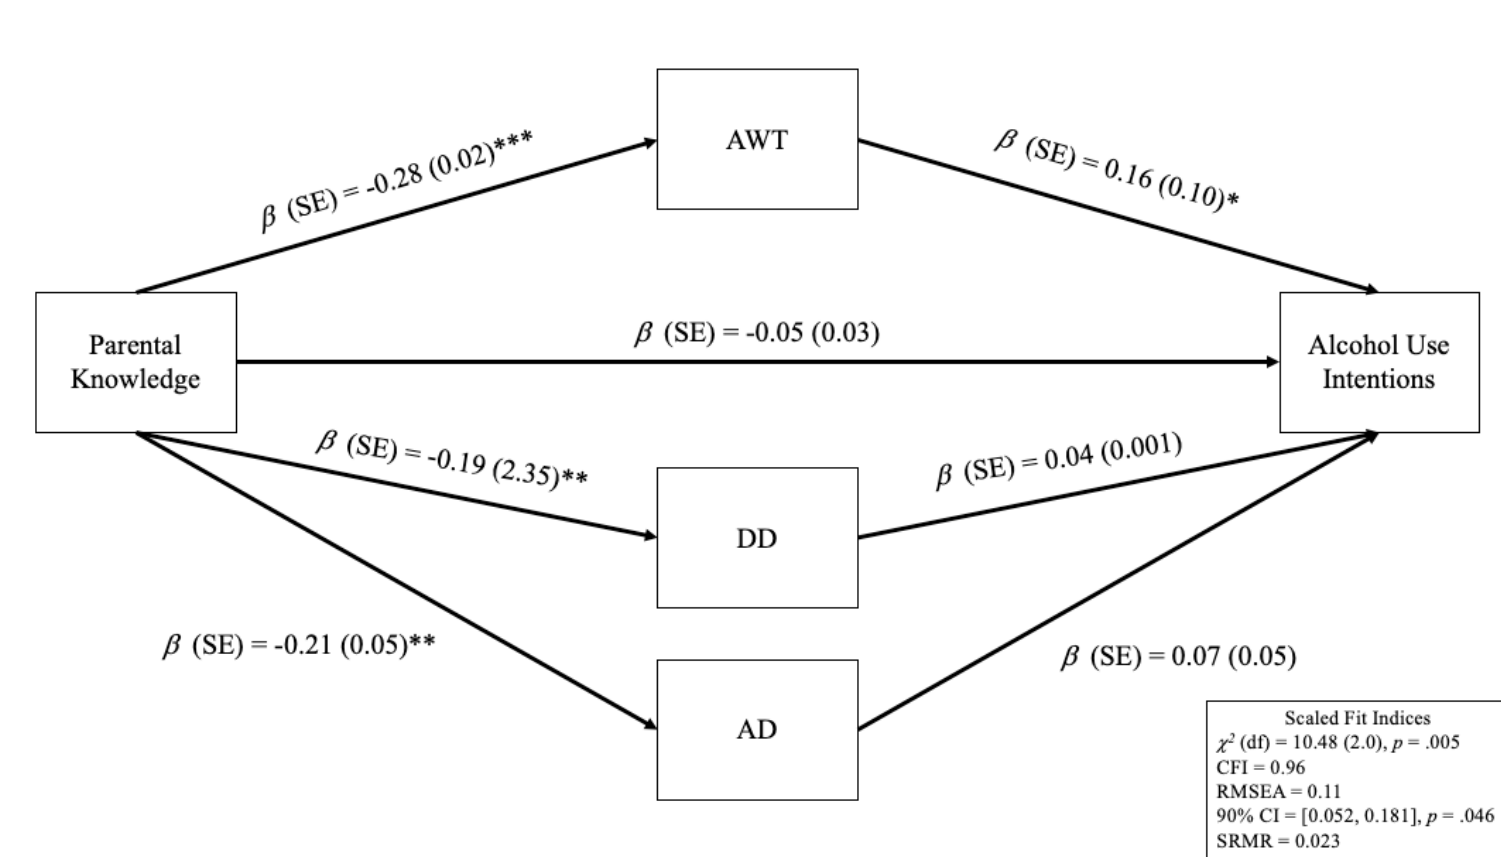 AWT
β (SE) = -0.28 (0.02)***
β (SE) = 0.16 (0.10)*
Parental
Knowledge
β (SE) = -0.05 (0.03)
Alcohol Use
Intentions
β (SE) = -0.19 (2.35)**
β (SE) = 0.04 (0.001)
DD
β (SE) = -0.21 (0.05)**
β (SE) = 0.07 (0.05)
AD
Scaled Fit Indices
χ² (df) = 10.48 (2.0), p = .005
CFI = 0.96
RMSEA = 0.11
90% CI = [0.052, 0.181], p = .046
SRMR = 0.023